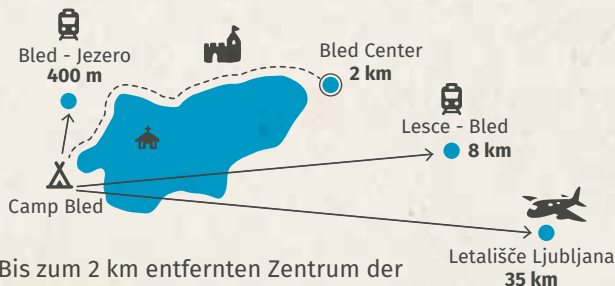 Bled - Jezero
400 m
Bled Center
2 km
Lesce - Bled
8 km
Camp Bled
Letališče Ljubljana
35 km
Bis zum 2 km entfernten Zentrum der